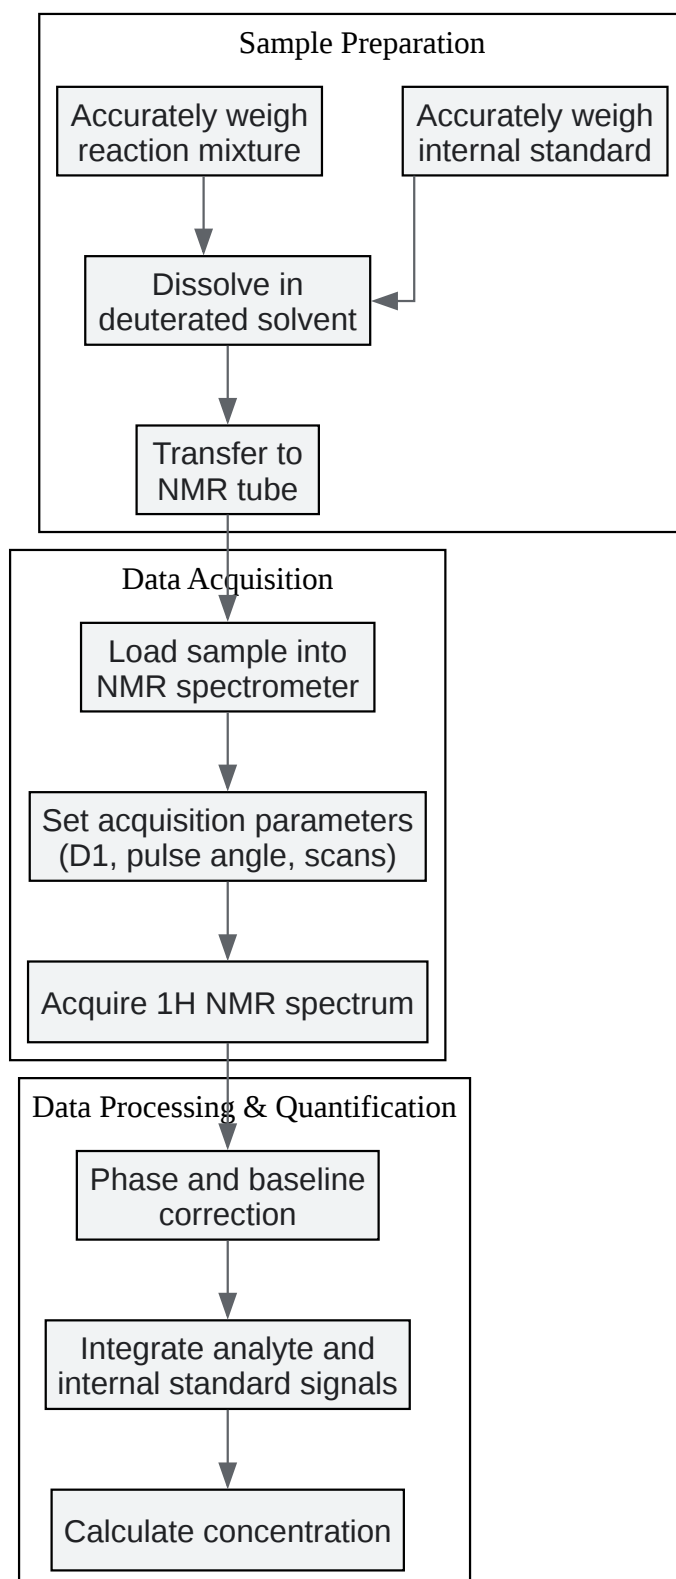 Sample Preparation
Accurately weigh
reaction mixture
Accurately weigh
internal standard
Dissolve in
deuterated solvent
Transfer to
NMR tube
Data Acquisition
Load sample into
NMR spectrometer
Set acquisition parameters
(D1, pulse angle, scans)
Acquire 1H NMR spectrum
Data Processing & Quantification
Phase and baseline
correction
Integrate analyte and
internal standard signals
Calculate concentration